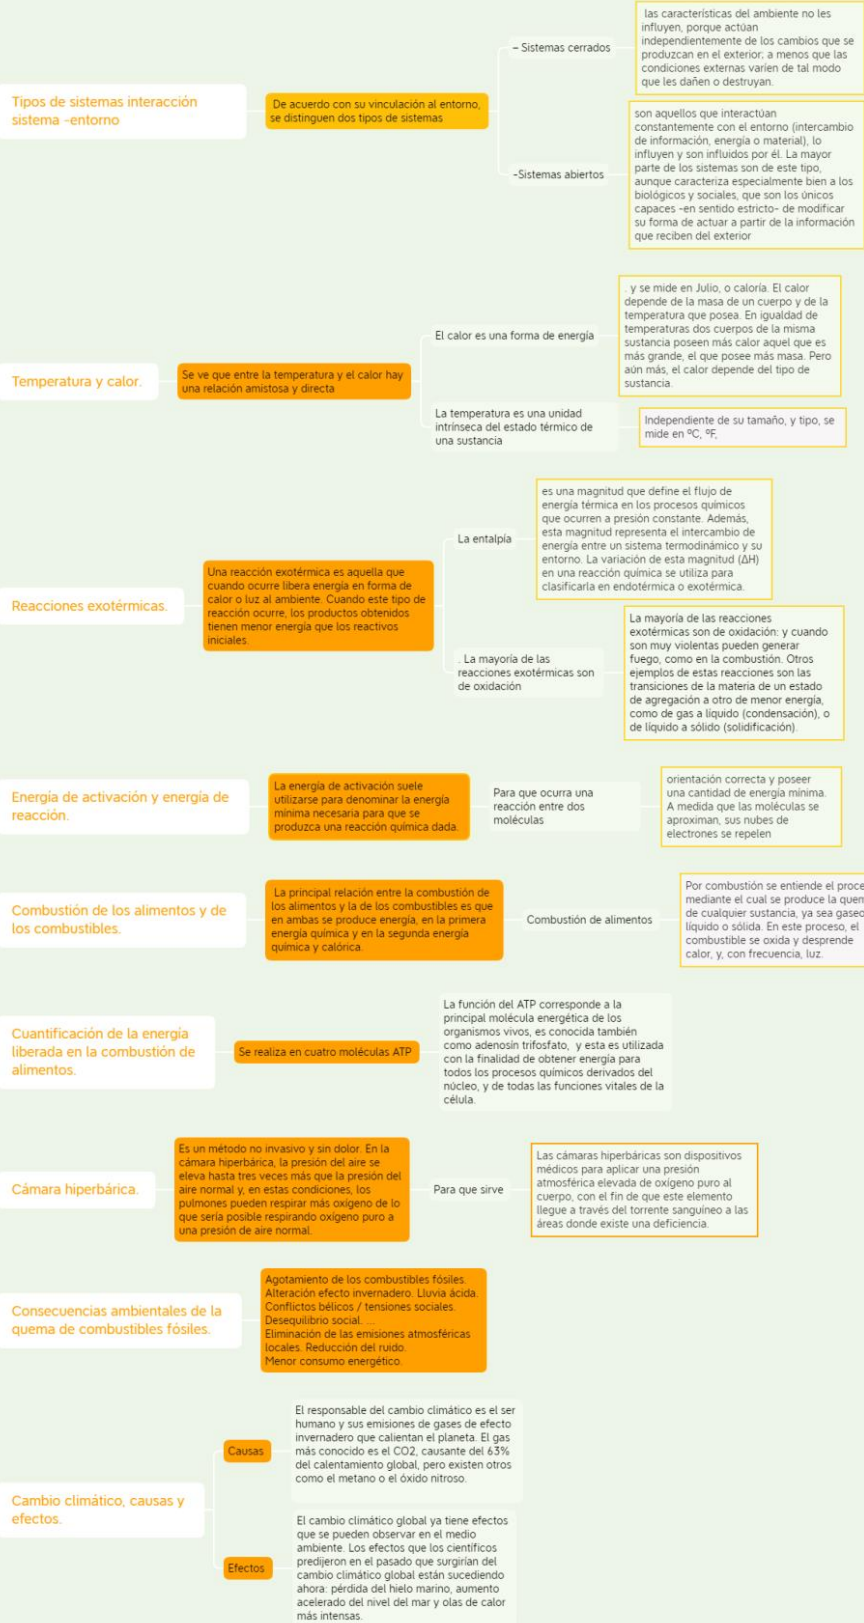 Tipos de sistemas interacción
sistema -entorno
De acuerdo con su vinculación al entorno,
se distinguen dos tipos de sistemas
– Sistemas cerrados
las características del ambiente no les
influyen, porque actúan
independientemente de los cambios que se
produzcan en el exterior; a menos que las
condiciones externas varíen de tal modo
que les dañen o destruyan.
-Sistemas abiertos
son aquellos que interactúan
constantemente con el entorno (intercambio
de información, energía o material), lo
influyen y son influidos por él. La mayor
parte de los sistemas son de este tipo,
aunque caracteriza especialmente bien a los
biológicos y sociales, que son los únicos
capaces -en sentido estricto- de modificar
su forma de actuar a partir de la información
que reciben del exterior
Temperatura y calor.
Se ve que entre la temperatura y el calor hay
una relación amistosa y directa
El calor es una forma de energía
. y se mide en Julio, o caloría. El calor
depende de la masa de un cuerpo y de la
temperatura que posea. En igualdad de
temperaturas dos cuerpos de la misma
sustancia poseen más calor aquel que es
más grande, el que posee más masa. Pero
aún más, el calor depende del tipo de
sustancia.
La temperatura es una unidad
intrínseca del estado térmico de
una sustancia
Independiente de su tamaño, y tipo, se
mide en ºC, ºF,
Reacciones exotérmicas.
Una reacción exotérmica es aquella que
cuando ocurre libera energía en forma de
calor o luz al ambiente. Cuando este tipo de
reacción ocurre, los productos obtenidos
tienen menor energía que los reactivos
iniciales.
La entalpía
es una magnitud que define el flujo de
energía térmica en los procesos químicos
que ocurren a presión constante. Además,
esta magnitud representa el intercambio de
energía entre un sistema termodinámico y su
entorno. La variación de esta magnitud (ΔH)
en una reacción química se utiliza para
clasificarla en endotérmica o exotérmica.
. La mayoría de las
reacciones exotérmicas son
de oxidación
La mayoría de las reacciones
exotérmicas son de oxidación: y cuando
son muy violentas pueden generar
fuego, como en la combustión. Otros
ejemplos de estas reacciones son las
transiciones de la materia de un estado
de agregación a otro de menor energía,
como de gas a líquido (condensación), o
de líquido a sólido (solidificación).
Energía de activación y energía de
reacción.
La energía de activación suele
utilizarse para denominar la energía
mínima necesaria para que se
produzca una reacción química dada.
Para que ocurra una
reacción entre dos
moléculas
orientación correcta y poseer
una cantidad de energía mínima.
A medida que las moléculas se
aproximan, sus nubes de
electrones se repelen
Combustión de los alimentos y de
los combustibles.
La principal relación entre la combustión de
los alimentos y la de los combustibles es que
en ambas se produce energía, en la primera
energía química y en la segunda energía
química y calórica.
Combustión de alimentos
Por combustión se entiende el proce
mediante el cual se produce la quem
de cualquier sustancia, ya sea gaseo
líquido o sólida. En este proceso, el
combustible se oxida y desprende
calor, y, con frecuencia, luz.
Cuantificación de la energía
liberada en la combustión de
alimentos.
Se realiza en cuatro moléculas ATP
La función del ATP corresponde a la
principal molécula energética de los
organismos vivos, es conocida también
como adenosín trifosfato, y esta es utilizada
con la finalidad de obtener energía para
todos los procesos químicos derivados del
núcleo, y de todas las funciones vitales de la
célula.
Cámara hiperbárica.
Es un método no invasivo y sin dolor. En la
cámara hiperbárica, la presión del aire se
eleva hasta tres veces más que la presión del
aire normal y, en estas condiciones, los
pulmones pueden respirar más oxígeno de lo
que sería posible respirando oxígeno puro a
una presión de aire normal.
Para que sirve
Las cámaras hiperbáricas son dispositivos
médicos para aplicar una presión
atmosférica elevada de oxígeno puro al
cuerpo, con el fin de que este elemento
llegue a través del torrente sanguíneo a las
áreas donde existe una deficiencia.
Consecuencias ambientales de la
quema de combustibles fósiles.
Agotamiento de los combustibles fósiles.
Alteración efecto invernadero. Lluvia ácida.
Conflictos bélicos / tensiones sociales.
Desequilibrio social. ...
Eliminación de las emisiones atmosféricas
locales. Reducción del ruido.
Menor consumo energético.
Cambio climático, causas y
efectos.
Causas
El responsable del cambio climático es el ser
humano y sus emisiones de gases de efecto
invernadero que calientan el planeta. El gas
más conocido es el CO2, causante del 63%
del calentamiento global, pero existen otros
como el metano o el óxido nitroso.
Efectos
El cambio climático global ya tiene efectos
que se pueden observar en el medio
ambiente. Los efectos que los científicos
predijeron en el pasado que surgirían del
cambio climático global están sucediendo
ahora: pérdida del hielo marino, aumento
acelerado del nivel del mar y olas de calor
más intensas.